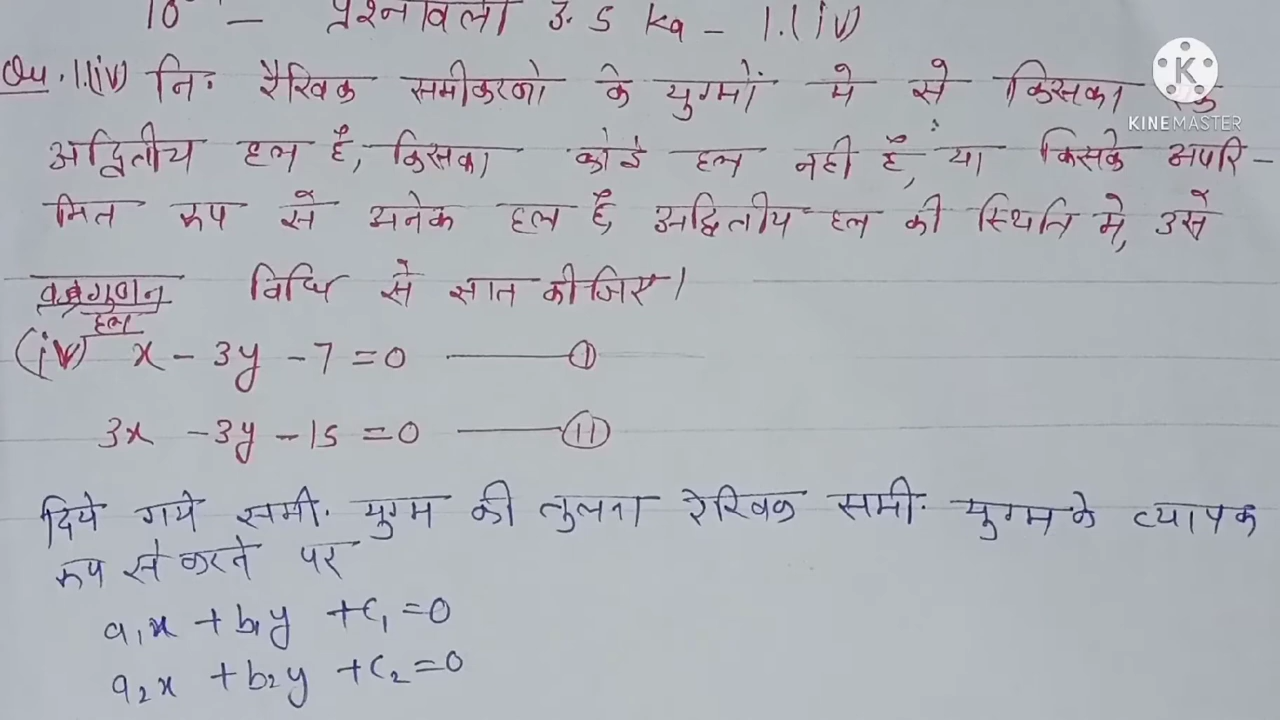 10 – प्रश्नावली 3.5 ka – 1.(iv)
Qu. 1.(iv) नि॰ रैखिक समीकरणो के युग्मों मे से किसका एक
KINEMASTER
अद्वितीय हल है, किसका कोई हल नही है, या किसके अपरि-
मित रूप से अनेक हल है, अद्वितीय हल की स्थिति मे, उसे
वज्रगुणन विधि से ज्ञात कीजिए।
हल
(iv) x - 3y - 7 = 0 —— (I)
3x - 3y - 15 = 0 —— (II)
दिये गये समी. युग्म की तुलना रैखिक समी. युग्म के व्यापक
रूप से करने पर
a₁x + b₁y + c₁ = 0
a₂x + b₂y + c₂ = 0